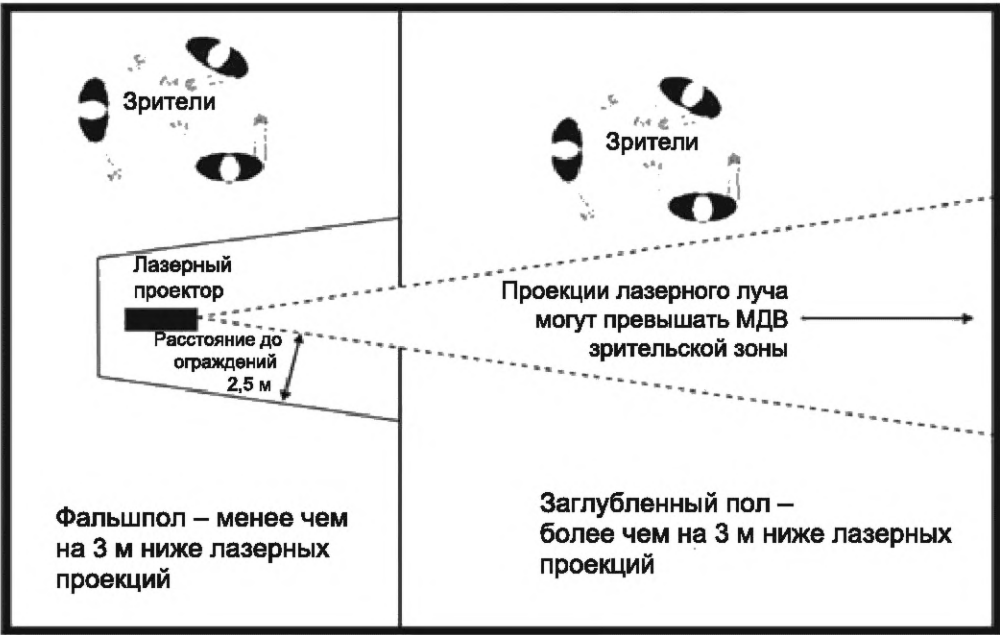 Зрители
Зрители
Лазерный
проектор
Расстояние до
ограждений
2,5 м
Проекции лазерного луча
могут превышать МДВ
зрительской зоны
Фальшпол – менее чем
на 3 м ниже лазерных
проекций
Заглубленный пол –
более чем на 3 м ниже лазерных
проекций